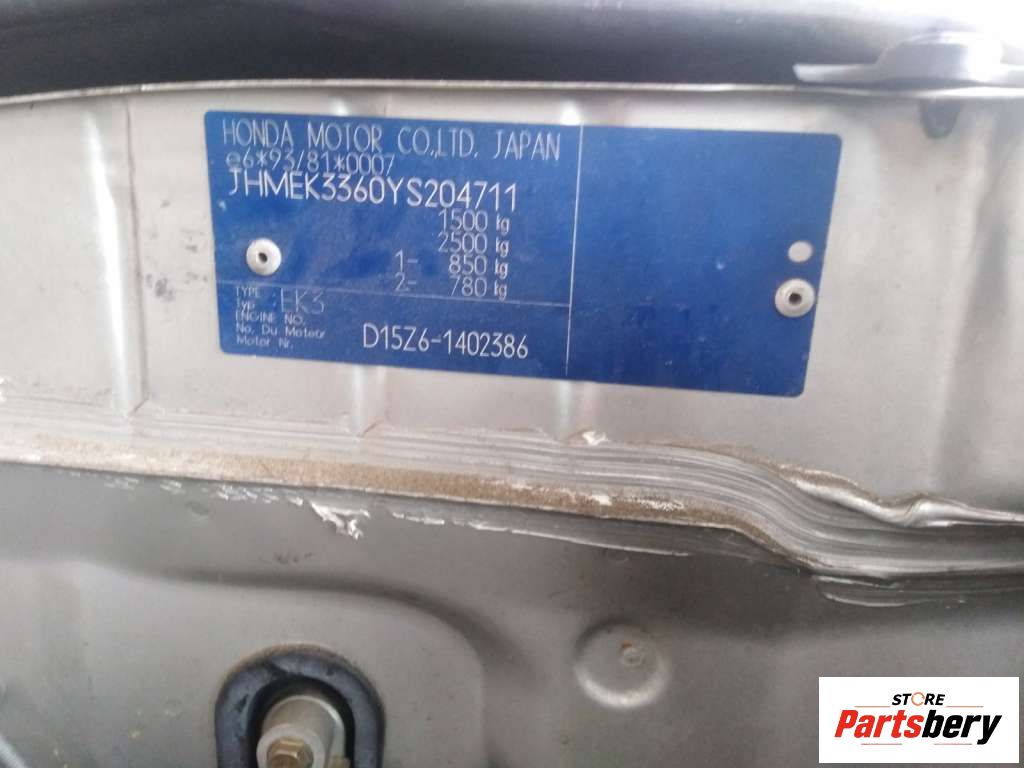 HONDA MOTOR CO.,LTD. JAPAN
e6*93/81*0007
JHMEK3360YS204711
1500 kg
2500 kg
1- 850 kg
2- 780 kg
TYPE
Typ EK3
ENGINE NO.
No. Du Moteur D15Z6-1402386
Motor Nr.
STORE
Partsbery